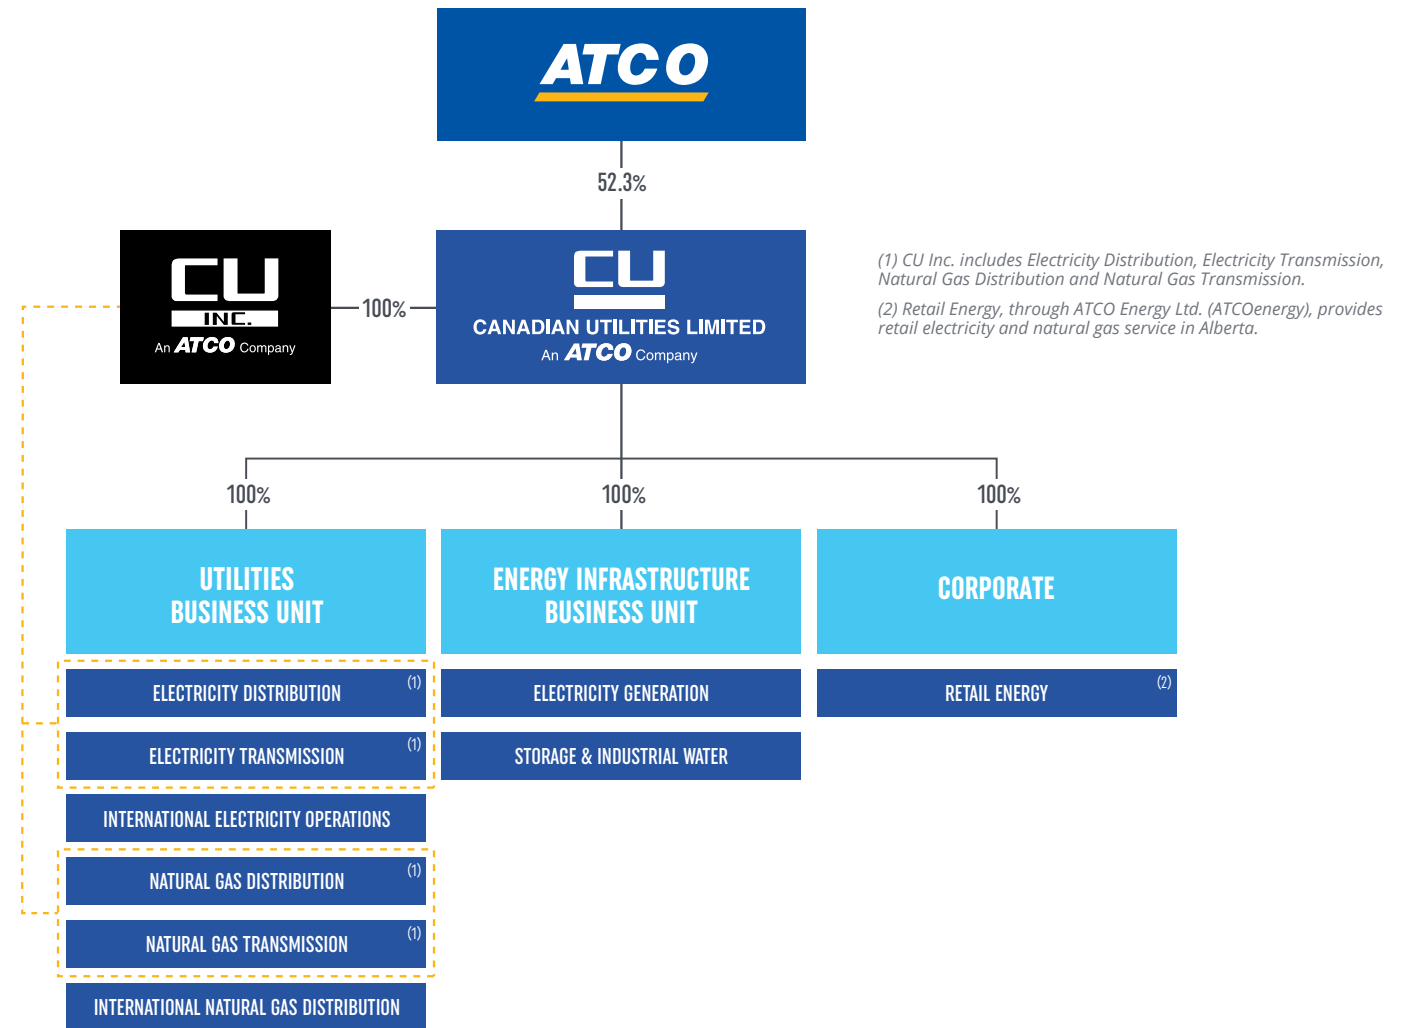 ATCO
52.3%
CU
INC.
An ATCO Company
100%
CU
CANADIAN UTILITIES LIMITED
An ATCO Company
(1) CU Inc. includes Electricity Distribution, Electricity Transmission,
Natural Gas Distribution and Natural Gas Transmission.
(2) Retail Energy, through ATCO Energy Ltd. (ATCOenergy), provides
retail electricity and natural gas service in Alberta.
100%
100%
100%
UTILITIES
BUSINESS UNIT
ENERGY INFRASTRUCTURE
BUSINESS UNIT
CORPORATE
ELECTRICITY DISTRIBUTION (1)
ELECTRICITY GENERATION
RETAIL ENERGY (2)
ELECTRICITY TRANSMISSION (1)
STORAGE & INDUSTRIAL WATER
INTERNATIONAL ELECTRICITY OPERATIONS
NATURAL GAS DISTRIBUTION (1)
NATURAL GAS TRANSMISSION (1)
INTERNATIONAL NATURAL GAS DISTRIBUTION